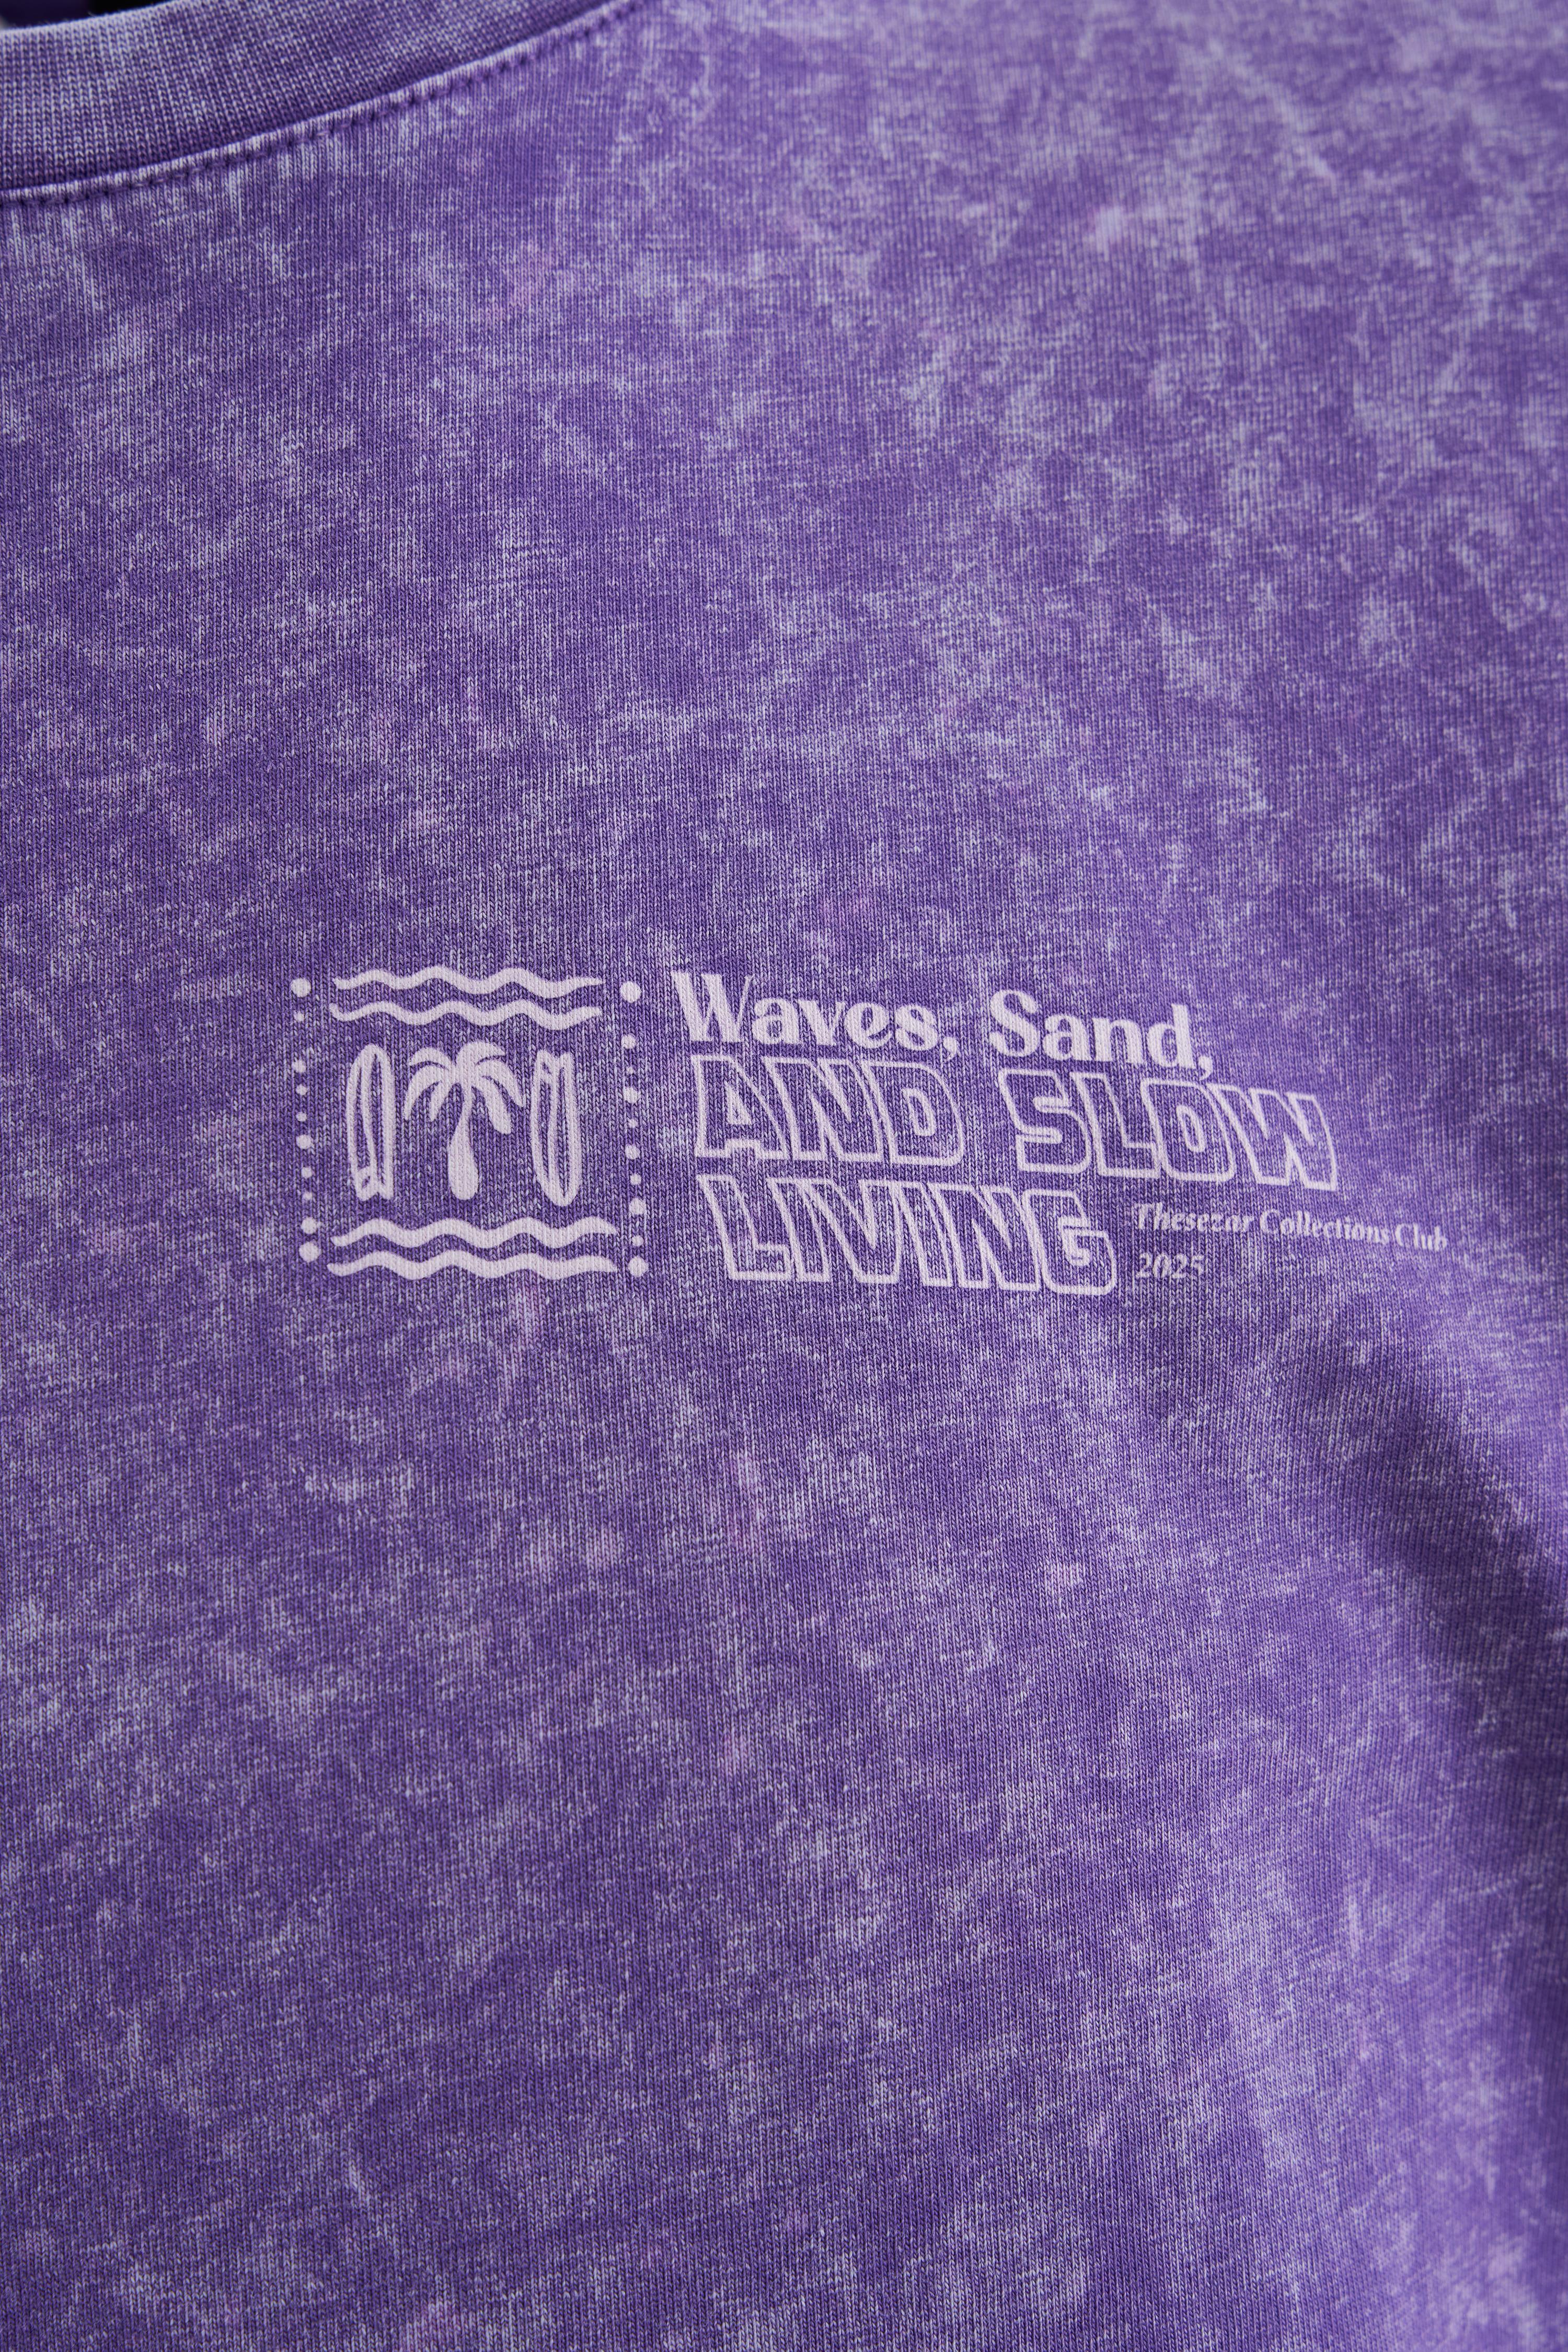 Waves, Sand,
AND SLOW
LIVING
Thesezar Collections Club
2025